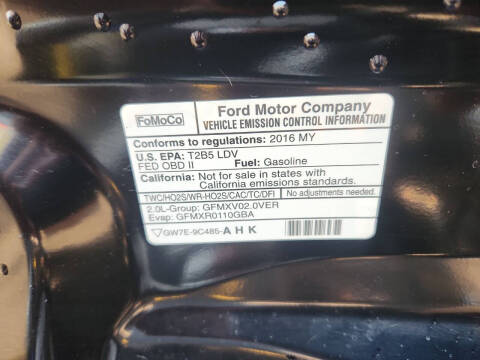 FoMoCo
Ford Motor Company
VEHICLE EMISSION CONTROL INFORMATION
Conforms to regulations: 2016 MY
U.S. EPA: T2B5 LDV
FED OBD II Fuel: Gasoline
California: Not for sale in states with
California emissions standards.
TWC/HO2S/WR-HO2S/CAC/TC/DFI No adjustments needed.
2.0L-Group: GFMXV02.0VER
Evap: GFMXR0110GBA
GW7E-9C485-AHK